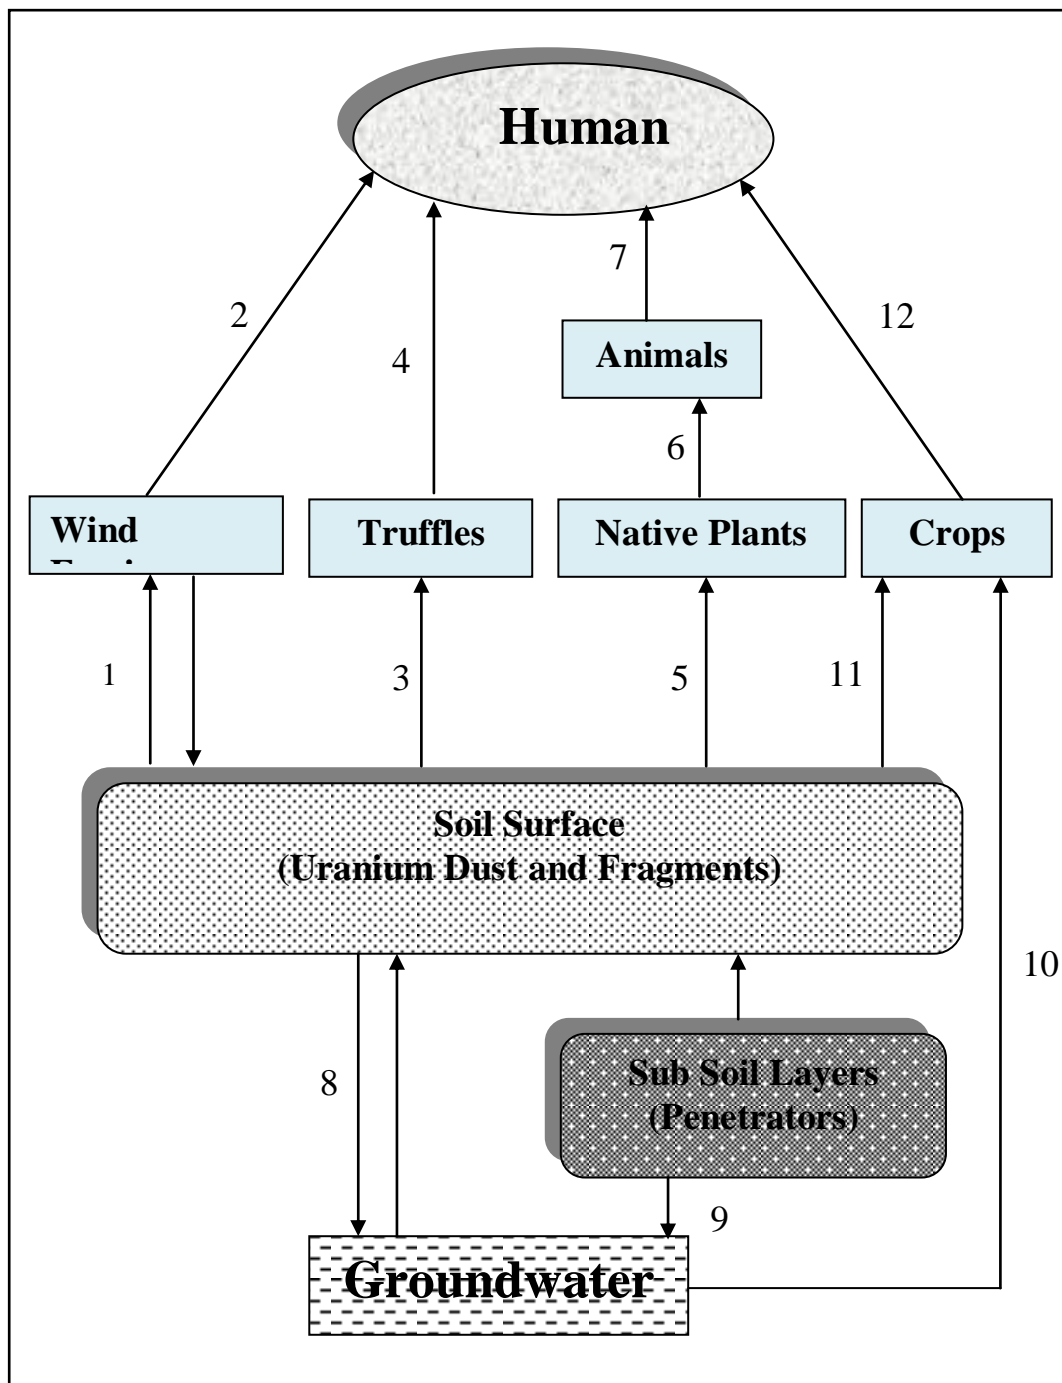 Human
7
2
12
4
Animals
6
Wind
Truffles
Native Plants
Crops
1
3
5
11
Soil Surface
(Uranium Dust and Fragments)
10
8
Sub Soil Layers
(Penetrators)
9
Groundwater